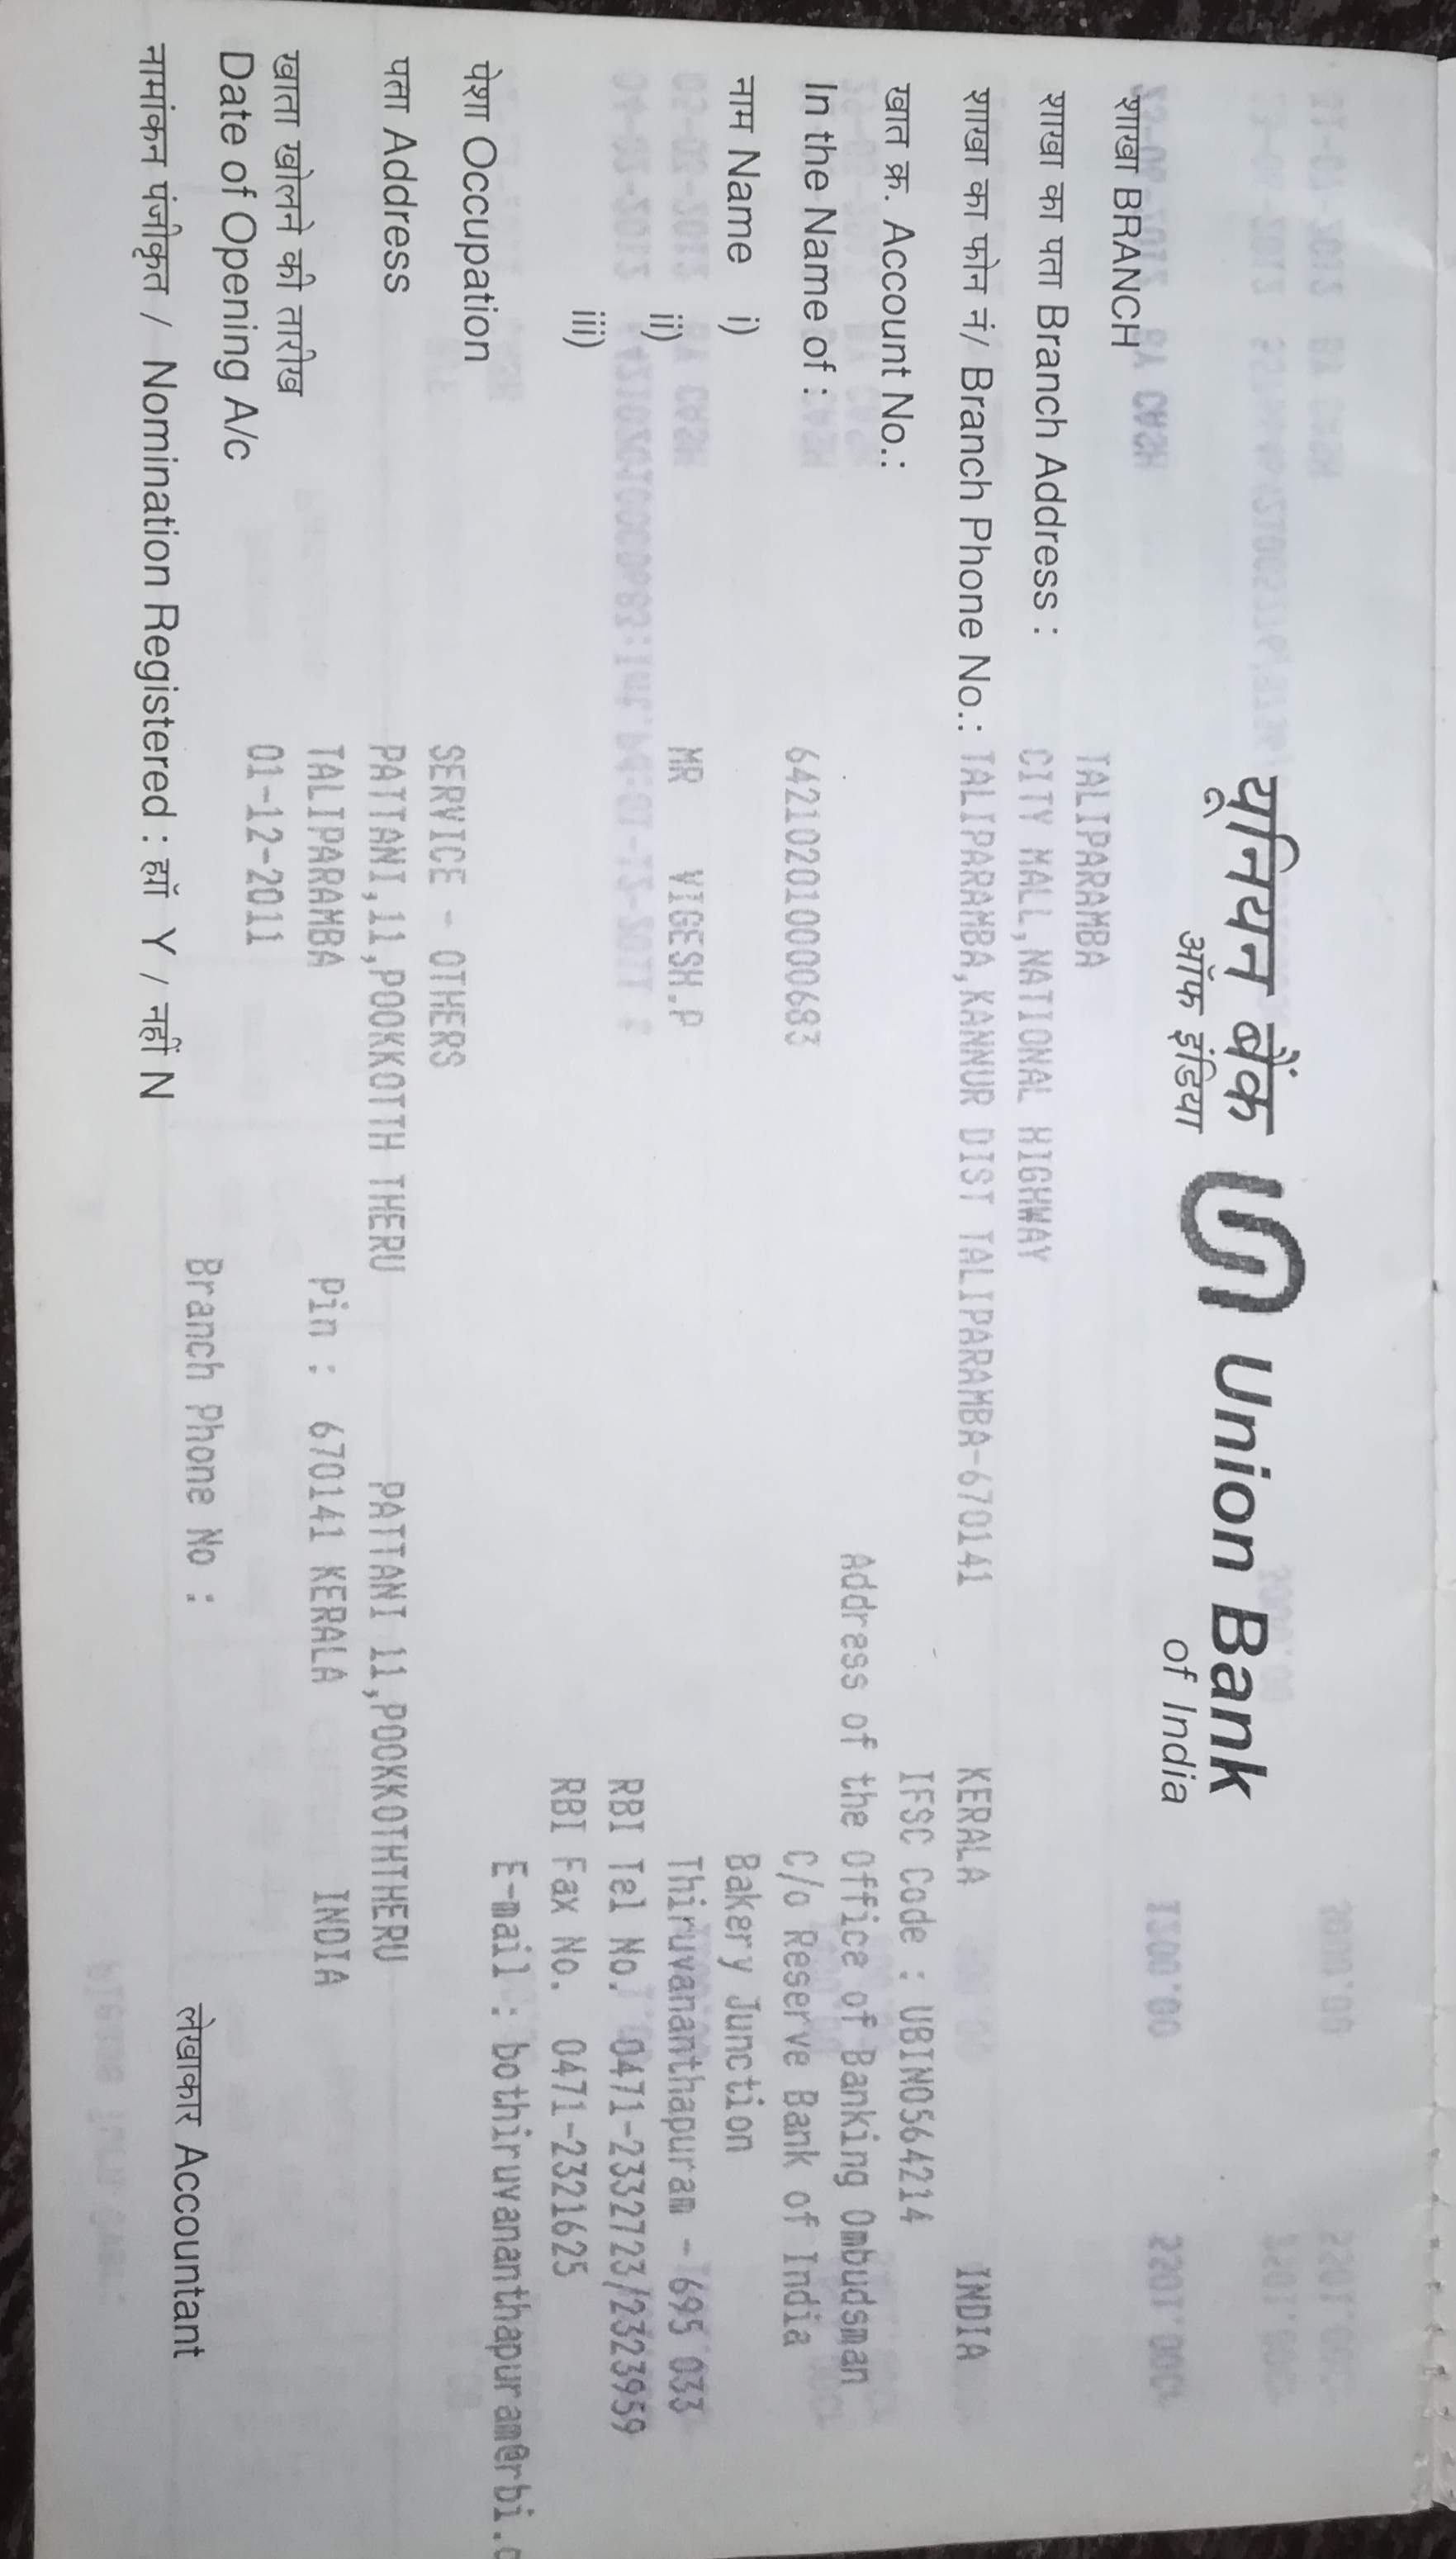 यूनियन बैंक Union Bank
ऑफ इंडिया of India
शाखा BRANCH
TALIPARAMBA
शाखा का पता Branch Address :
CITY MALL,NATIONAL HIGHWAY
शाखा का फोन नं/ Branch Phone No.: TALIPARAMBA,KANNUR DIST TALIPARAMBA-670141 KERALA INDIA
IFSC Code : UBIN0564214
खात क्र. Account No.:
Address of the Office of Banking Ombudsman
In the Name of :
642102010000683 C/o Reserve Bank of India
नाम Name i)
Bakery Junction
MR VIGESH.P Thiruvananthapuram - 695 033
ii)
RBI Tel No. 0471-2332723/2323959
iii)
RBI Fax No. 0471-2321625
E-mail : bothiruvananthapuram@rbi.
पेशा Occupation
SERVICE - OTHERS
पता Address
PATTANI,11,POOKKOTTH THERU PATTANI 11,POOKKOTHTHERU
TALIPARAMBA Pin : 670141 KERALA INDIA
खाता खोलने की तारीख
01-12-2011
Date of Opening A/c
Branch Phone No :
लेखाकार Accountant
नामांकन पंजीकृत / Nomination Registered : हाॅं Y / नहीं N